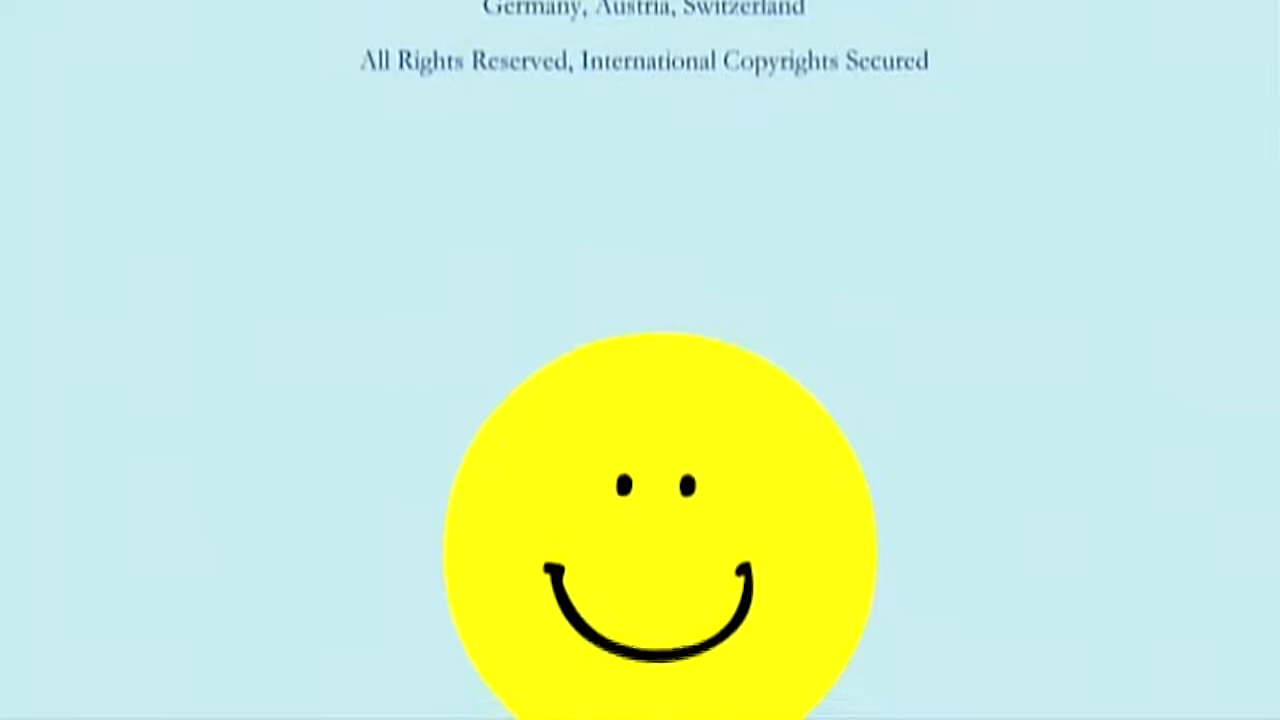 Germany, Austria, Switzerland
All Rights Reserved, International Copyrights Secured